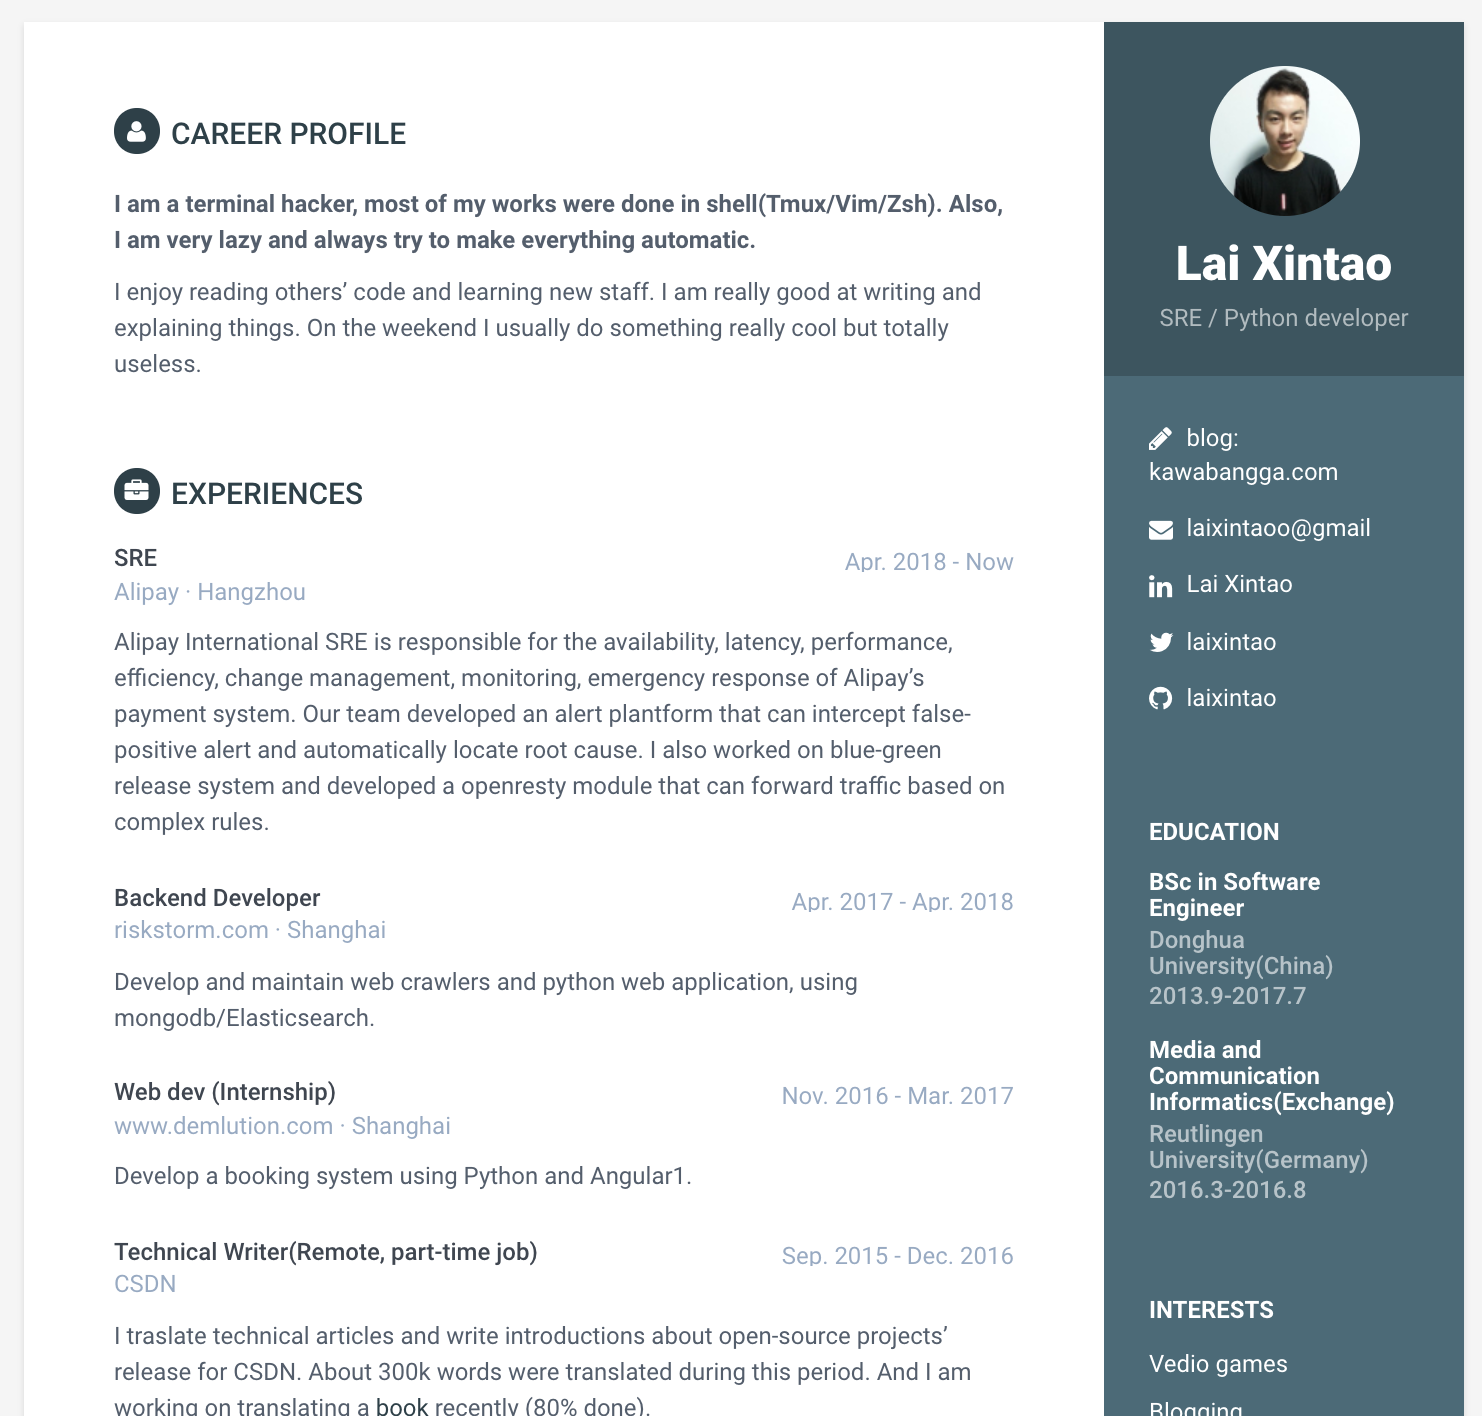 CAREER PROFILE
I am a terminal hacker, most of my works were done in shell(Tmux/Vim/Zsh). Also,
I am very lazy and always try to make everything automatic.
I enjoy reading others’ code and learning new staff. I am really good at writing and
explaining things. On the weekend I usually do something really cool but totally
useless.
EXPERIENCES
SRE
Apr. 2018 - Now
Alipay · Hangzhou
Alipay International SRE is responsible for the availability, latency, performance,
efficiency, change management, monitoring, emergency response of Alipay’s
payment system. Our team developed an alert plantform that can intercept false-
positive alert and automatically locate root cause. I also worked on blue-green
release system and developed a openresty module that can forward traffic based on
complex rules.
Backend Developer
Apr. 2017 - Apr. 2018
riskstorm.com · Shanghai
Develop and maintain web crawlers and python web application, using
mongodb/Elasticsearch.
Web dev (Internship)
Nov. 2016 - Mar. 2017
www.demlution.com · Shanghai
Develop a booking system using Python and Angular1.
Technical Writer(Remote, part-time job)
Sep. 2015 - Dec. 2016
CSDN
I traslate technical articles and write introductions about open-source projects’
release for CSDN. About 300k words were translated during this period. And I am
working on translating a book recently (80% done).
Lai Xintao
SRE / Python developer
blog:
kawabangga.com
laixintaoo@gmail
Lai Xintao
laixintao
laixintao
EDUCATION
BSc in Software
Engineer
Donghua
University(China)
2013.9-2017.7
Media and
Communication
Informatics(Exchange)
Reutlingen
University(Germany)
2016.3-2016.8
INTERESTS
Vedio games
Blogging